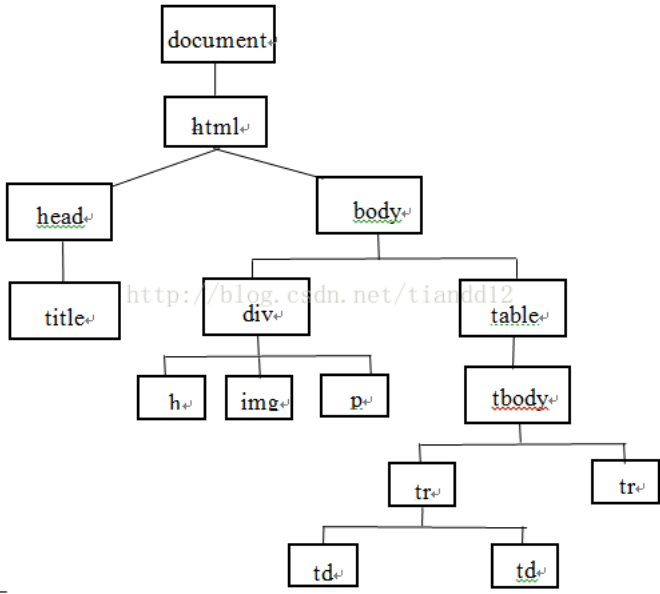 document
html
head
body
http://blog.csdn.net/tiandd12
title
div
table
h
img
p
tbody
tr
tr
td
td